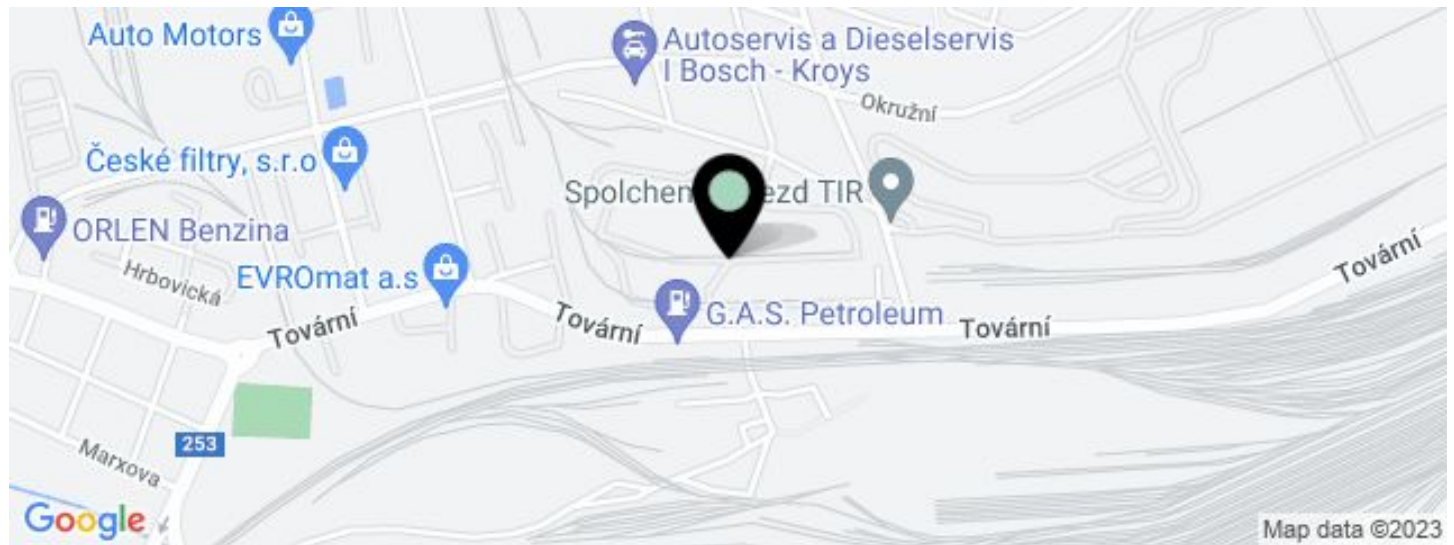 Auto Motors
Autoservis a Dieselservis
I Bosch - Kroys
Okružní
České filtry, s.r.o
Spolchem
ezd TIR
ORLEN Benzina
Hrbovická
EVROmat a.s
Tovární
Tovární
G.A.S. Petroleum
Tovární
Tovární
253
Marxova
Google
Map data ©2023